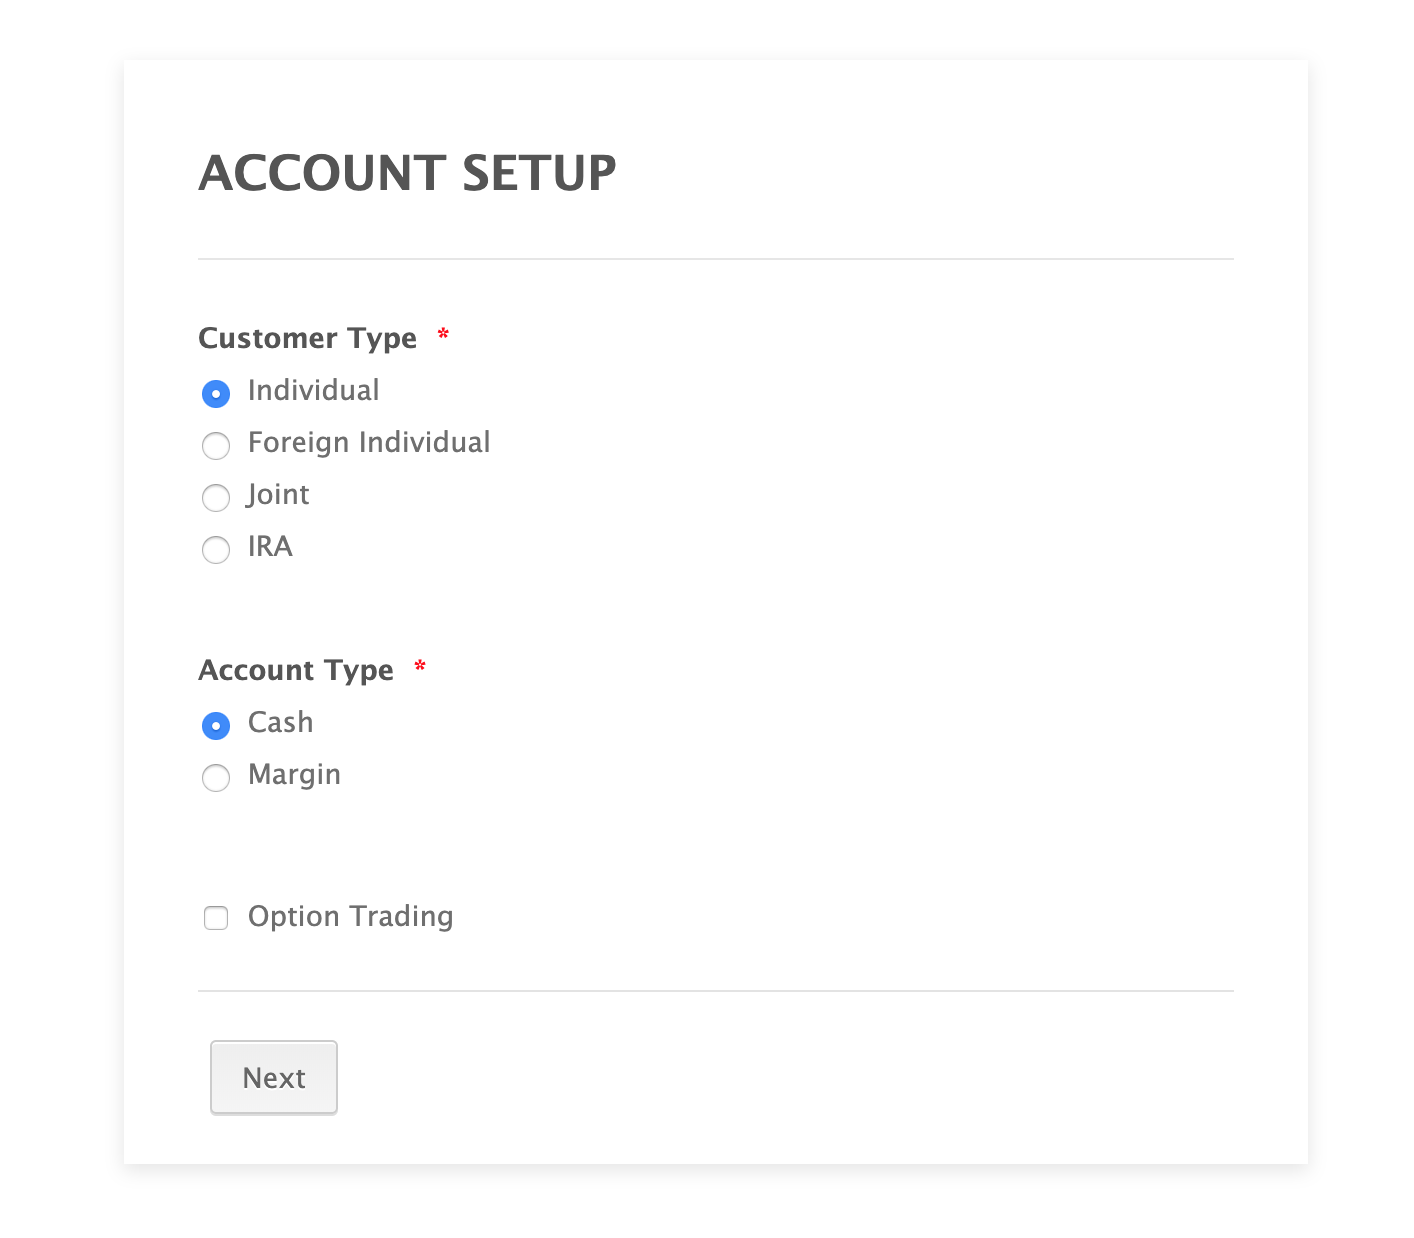 ACCOUNT SETUP
Customer Type *
Individual
Foreign Individual
Joint
IRA
Account Type *
Cash
Margin
Option Trading
Next